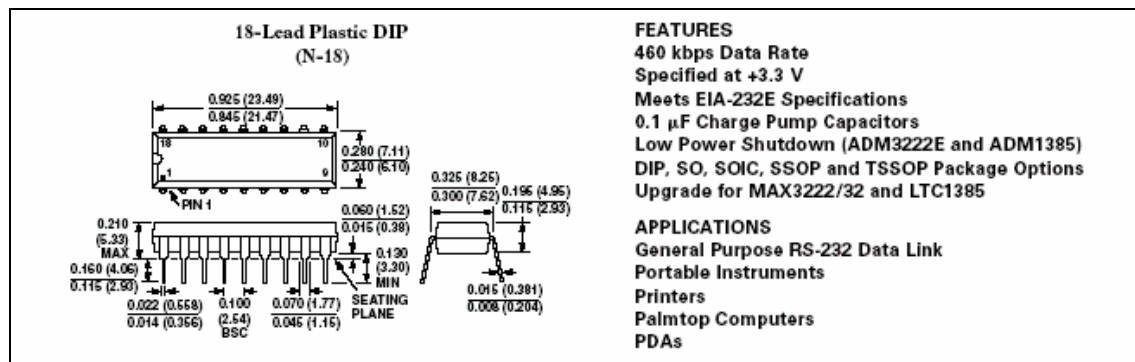 18-Lead Plastic DIP
(N-18)
0.925 (23.49)
0.845 (21.47)
18
10
1
9
PIN 1
0.280 (7.11)
0.240 (6.10)
0.325 (8.25)
0.300 (7.62)
0.195 (4.95)
0.115 (2.93)
0.060 (1.52)
0.015 (0.38)
0.210
(5.33)
MAX
0.160 (4.06)
0.115 (2.93)
0.130
(3.30)
MIN
SEATING
PLANE
0.022 (0.558)
0.014 (0.356)
0.100
(2.54)
BSC
0.070 (1.77)
0.045 (1.15)
0.015 (0.381)
0.008 (0.204)
FEATURES
460 kbps Data Rate
Specified at +3.3 V
Meets EIA-232E Specifications
0.1 μF Charge Pump Capacitors
Low Power Shutdown (ADM3222E and ADM1385)
DIP, SO, SOIC, SSOP and TSSOP Package Options
Upgrade for MAX3222/32 and LTC1385
APPLICATIONS
General Purpose RS-232 Data Link
Portable Instruments
Printers
Palmtop Computers
PDAs